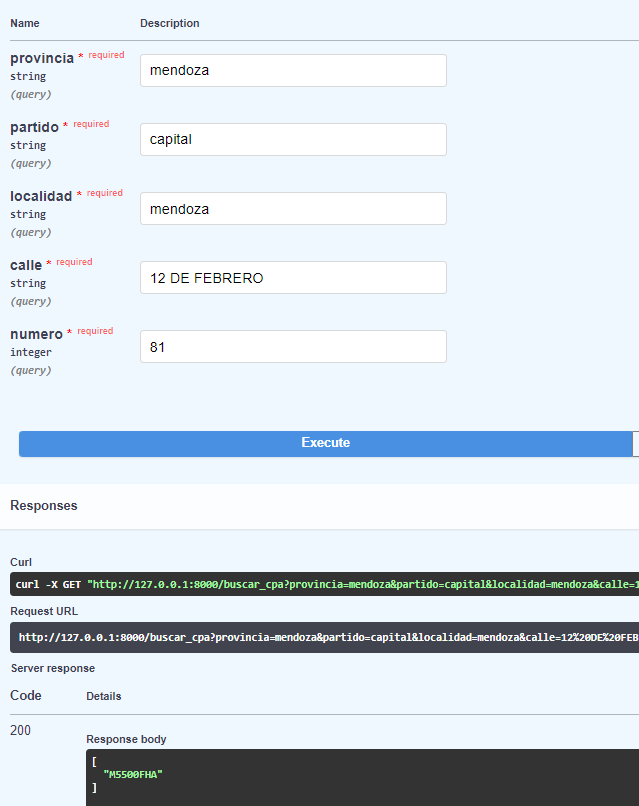 Name Description
provincia * required
string
(query)
mendoza
partido * required
string
(query)
capital
localidad * required
string
(query)
mendoza
calle * required
string
(query)
12 DE FEBRERO
numero * required
integer
(query)
81
Execute
Responses
Curl
curl -X GET "http://127.0.0.1:8000/buscar_cpa?provincia=mendoza&partido=capital&localidad=mendoza&calle=1
Request URL
http://127.0.0.1:8000/buscar_cpa?provincia=mendoza&partido=capital&localidad=mendoza&calle=12%20DE%20FEB
Server response
Code Details
200
Response body
[
"M5500FHA"
]